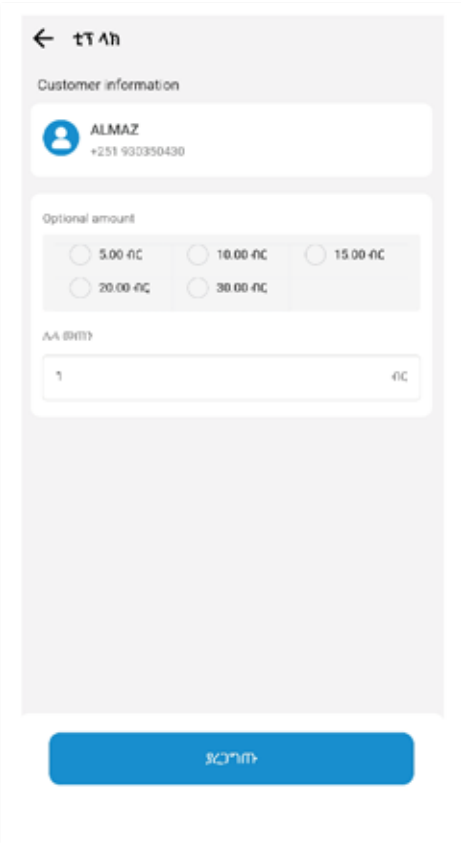 ቲፕ ላክ
Customer information
ALMAZ
+251 930350430
Optional amount
5.00 ብር 10.00 ብር 15.00 ብር
20.00 ብር 30.00 ብር
ሌላ መጠን
ብር
ያረጋግጡ